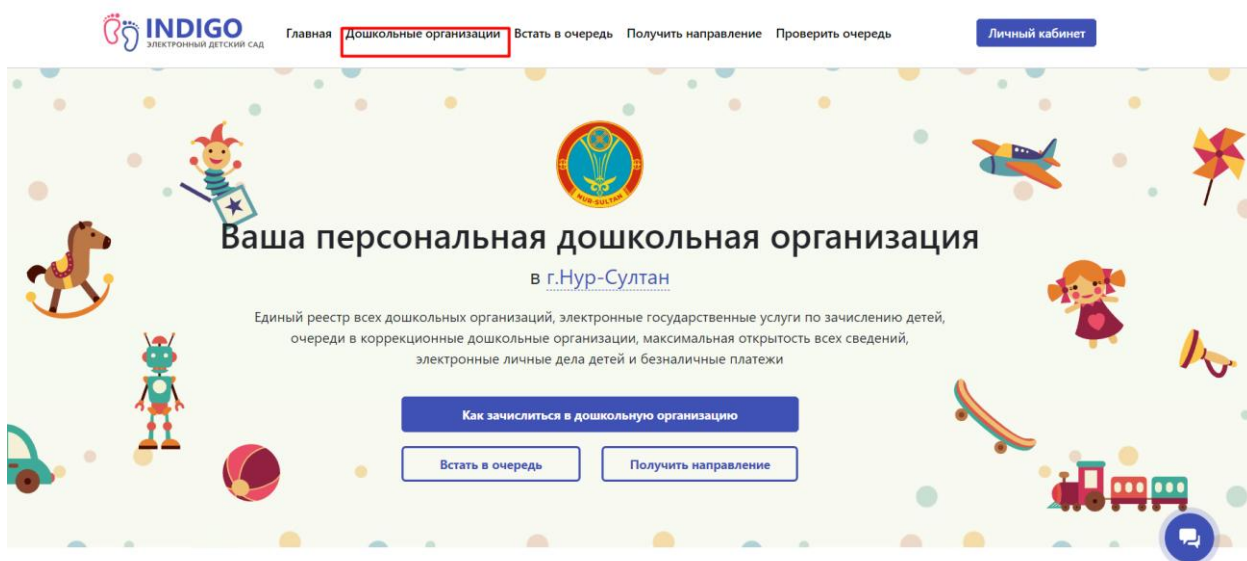 INDIGO
ЭЛЕКТРОННЫЙ ДЕТСКИЙ САД
Главная Дошкольные организации Встать в очередь Получить направление Проверить очередь Личный кабинет
NUR-SULTAN
Ваша персональная дошкольная организация
в г.Нур-Султан
Единый реестр всех дошкольных организаций, электронные государственные услуги по зачислению детей,
очереди в коррекционные дошкольные организации, максимальная открытость всех сведений,
электронные личные дела детей и безналичные платежи
Как зачислиться в дошкольную организацию
Встать в очередь Получить направление